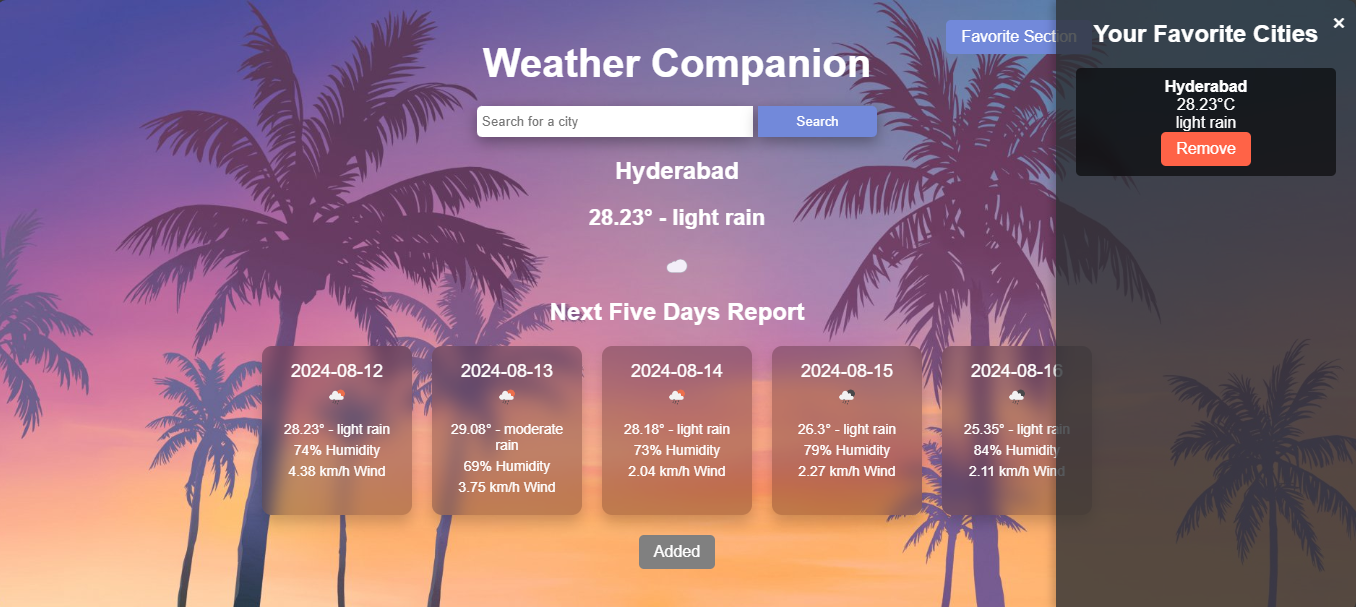 Favorite Section
Your Favorite Cities
×
Weather Companion
Search for a city
Search
Hyderabad
28.23°C
light rain
Remove
Hyderabad
28.23° - light rain
Next Five Days Report
2024-08-12
28.23° - light rain
74% Humidity
4.38 km/h Wind
2024-08-13
29.08° - moderate
rain
69% Humidity
3.75 km/h Wind
2024-08-14
28.18° - light rain
73% Humidity
2.04 km/h Wind
2024-08-15
26.3° - light rain
79% Humidity
2.27 km/h Wind
2024-08-16
25.35° - light rain
84% Humidity
2.11 km/h Wind
Added